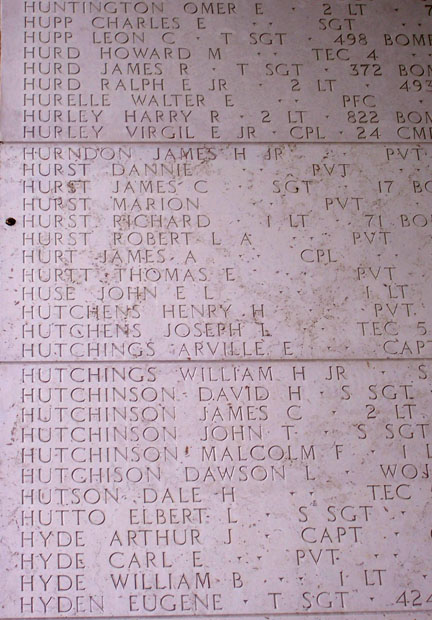 HUNTINGTON OMER E · 2 LT · 7
HUPP CHARLES E · · · SGT · ·
HUPP LEON C · T SGT · 498 BOMB
HURD HOWARD M · · · TEC 4 ·
HURD JAMES R · T SGT · 372 BOM
HURD RALPH E JR · · 2 LT · · 493
HURELLE WALTER E · · · PFC · ·
HURLEY HARRY R · 2 LT · 822 BOM
HURLEY VIRGIL E JR · CPL · 24 CML
HURNDON JAMES H JR · · · PVT ·
HURST DANNIE · · · PVT · ·
HURST JAMES C · · SGT · · 17 BO
HURST MARION · · · PVT · ·
HURST RICHARD · 1 LT · 71 BO
HURST ROBERT L A · · · PVT · ·
HURT JAMES A · · · CPL · ·
HURTT THOMAS E · · · PVT · ·
HUSE JOHN E L · · · 1 LT ·
HUTCHENS HENRY H · · · PVT ·
HUTCHENS JOSEPH L · · · TEC 5
HUTCHINGS ARVILLE E · · · CAPT
HUTCHINGS WILLIAM H JR · · S
HUTCHINSON DAVID H · S SGT ·
HUTCHINSON JAMES C · · 2 LT ·
HUTCHINSON JOHN T · · S SGT
HUTCHINSON MALCOLM F · · 1 L
HUTCHISON DAWSON L · · WOJ
HUTSON DALE H · · · TEC
HUTTO ELBERT L · · S SGT · ·
HYDE ARTHUR J · · · CAPT · ·
HYDE CARL E · · · PVT · · ·
HYDE WILLIAM B · · · 1 LT · ·
HYDEN EUGENE · T SGT · 424